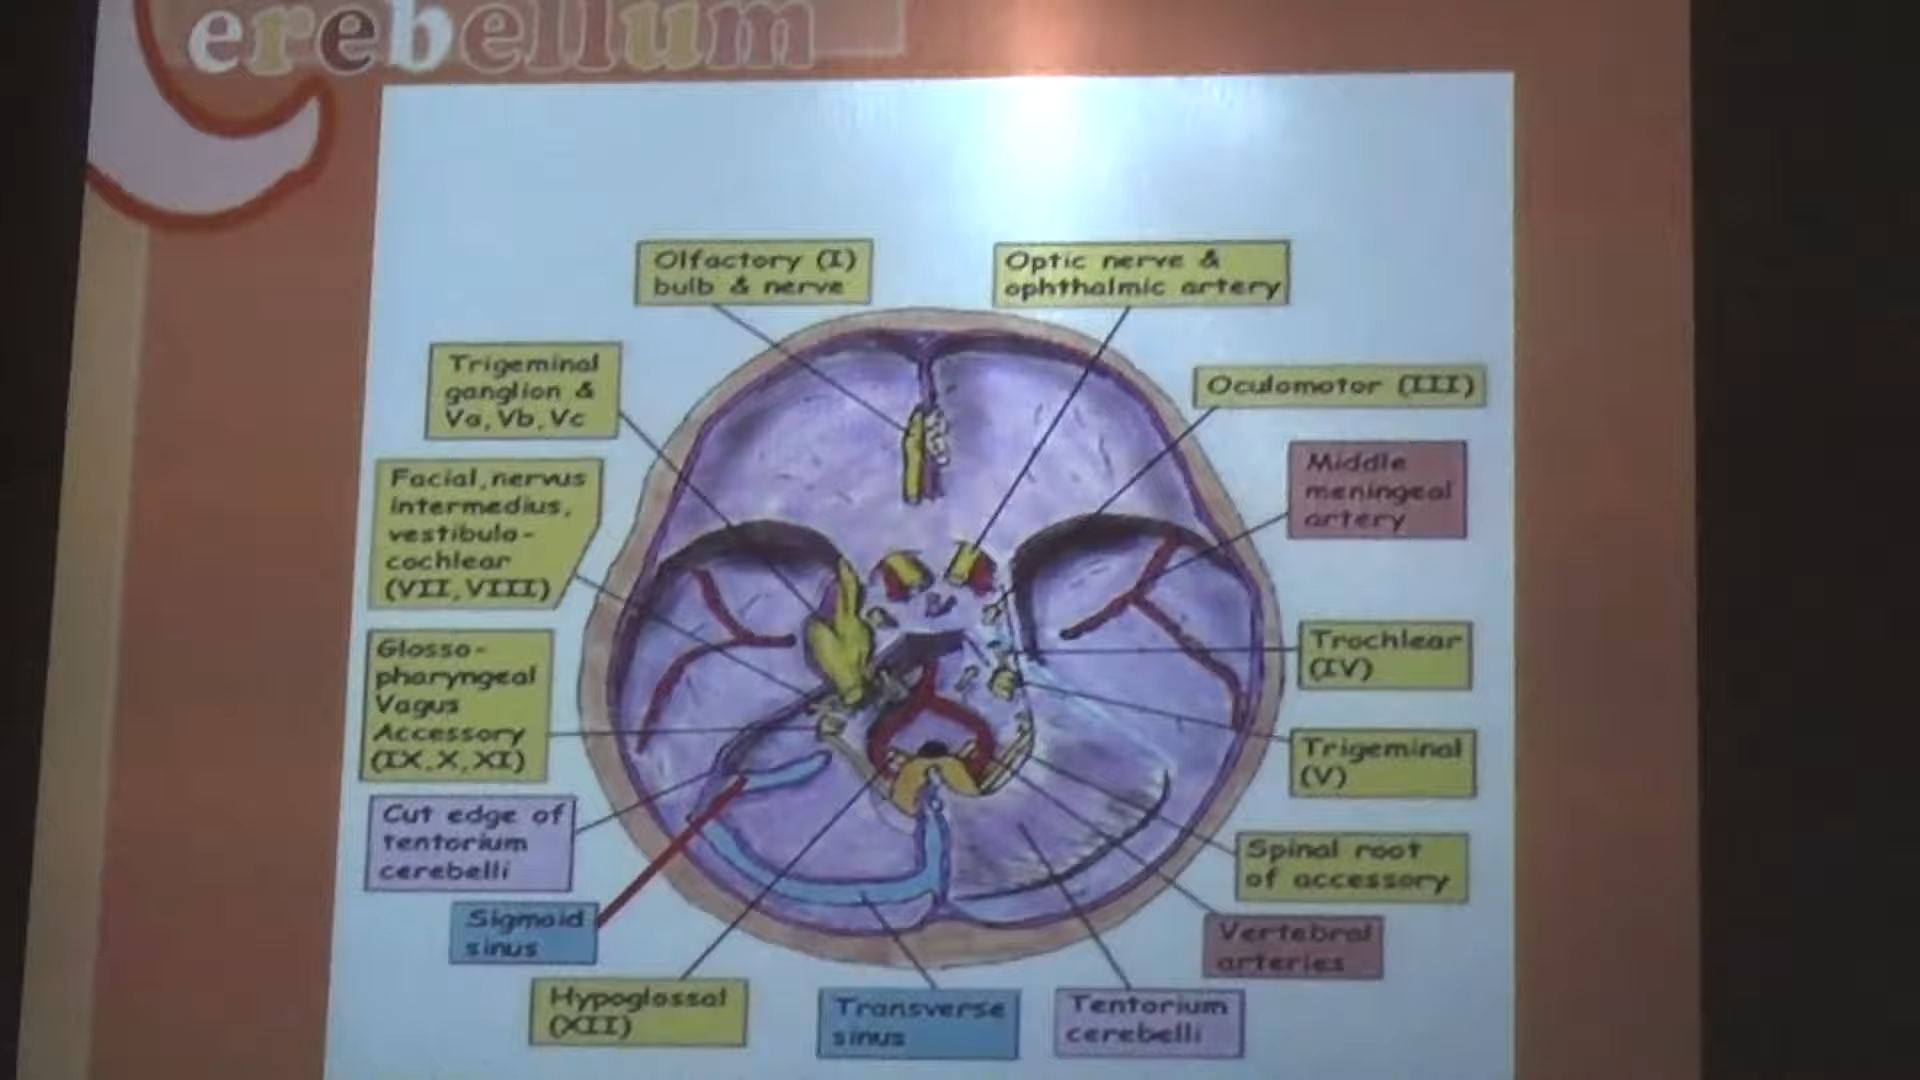 Cerebellum
Olfactory (I)
bulb & nerve
Optic nerve &
ophthalmic artery
Trigeminal
ganglion &
Va, Vb, Vc
Oculomotor (III)
Facial, nervus
intermedius,
vestibulo-
cochlear
(VII, VIII)
Middle
meningeal
artery
Glosso-
pharyngeal
Vagus
Accessory
(IX, X, XI)
Trochlear
(IV)
Trigeminal
(V)
Cut edge of
tentorium
cerebelli
Spinal root
of accessory
Sigmoid
sinus
Vertebral
arteries
Hypoglossal
(XII)
Transverse
sinus
Tentorium
cerebelli